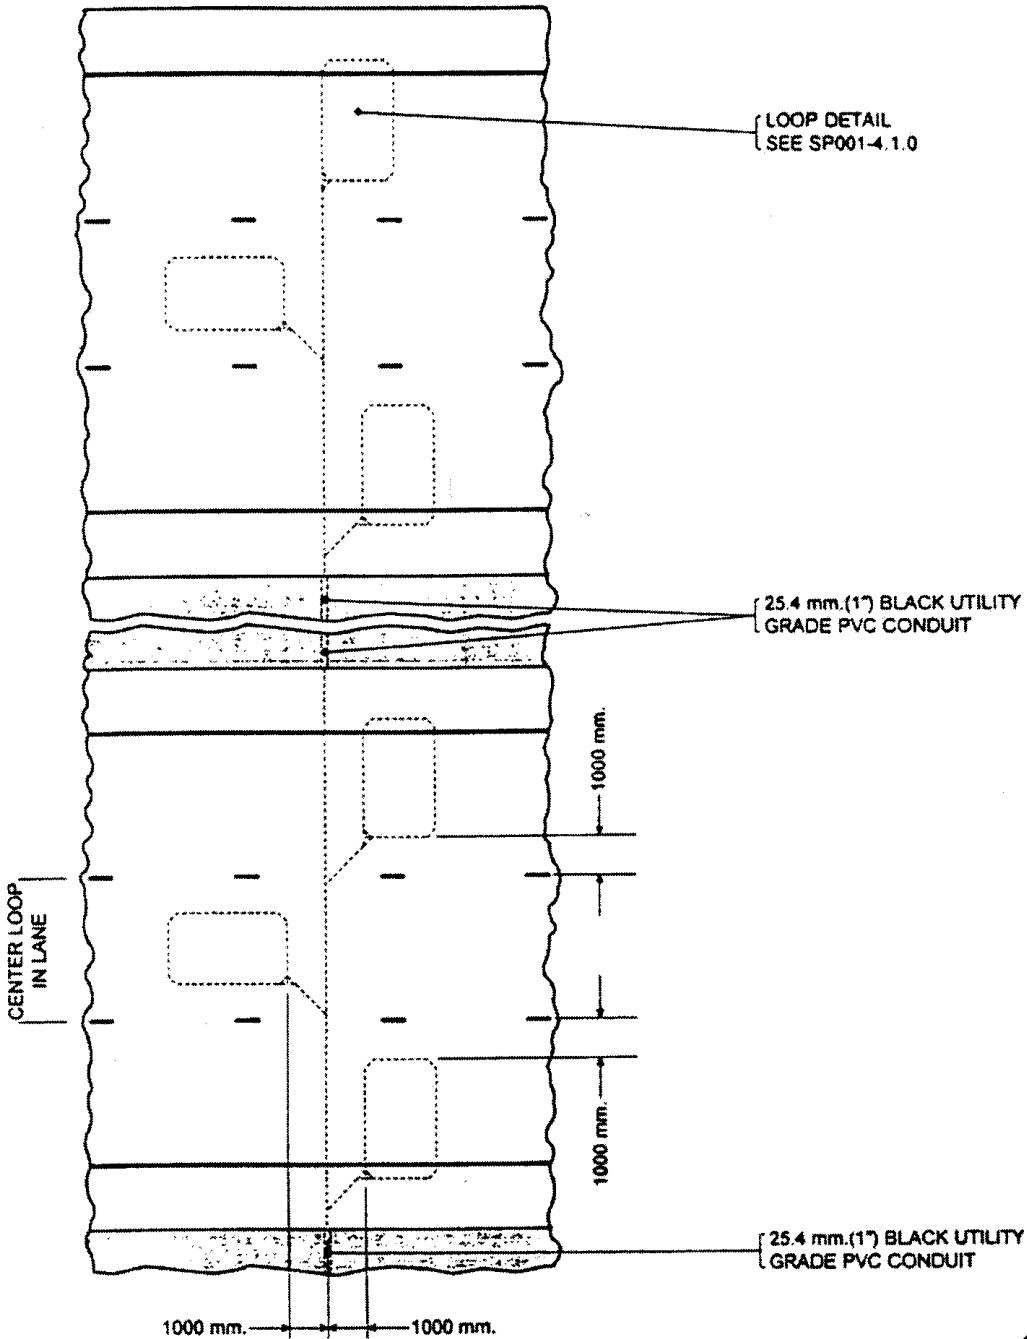 LOOP DETAIL
SEE SP001-4.1.0
25.4 mm.(1") BLACK UTILITY
GRADE PVC CONDUIT
1000 mm.
CENTER LOOP
IN LANE
1000 mm.
25.4 mm.(1") BLACK UTILITY
GRADE PVC CONDUIT
1000 mm.
1000 mm.